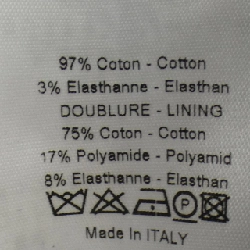 97% Coton - Cotton
3% Elasthanne - Elasthan
DOUBLURE - LINING
75% Coton - Cotton
17% Polyamide - Polyamid
8% Elasthanne - Elasthan
P
Made In ITALY